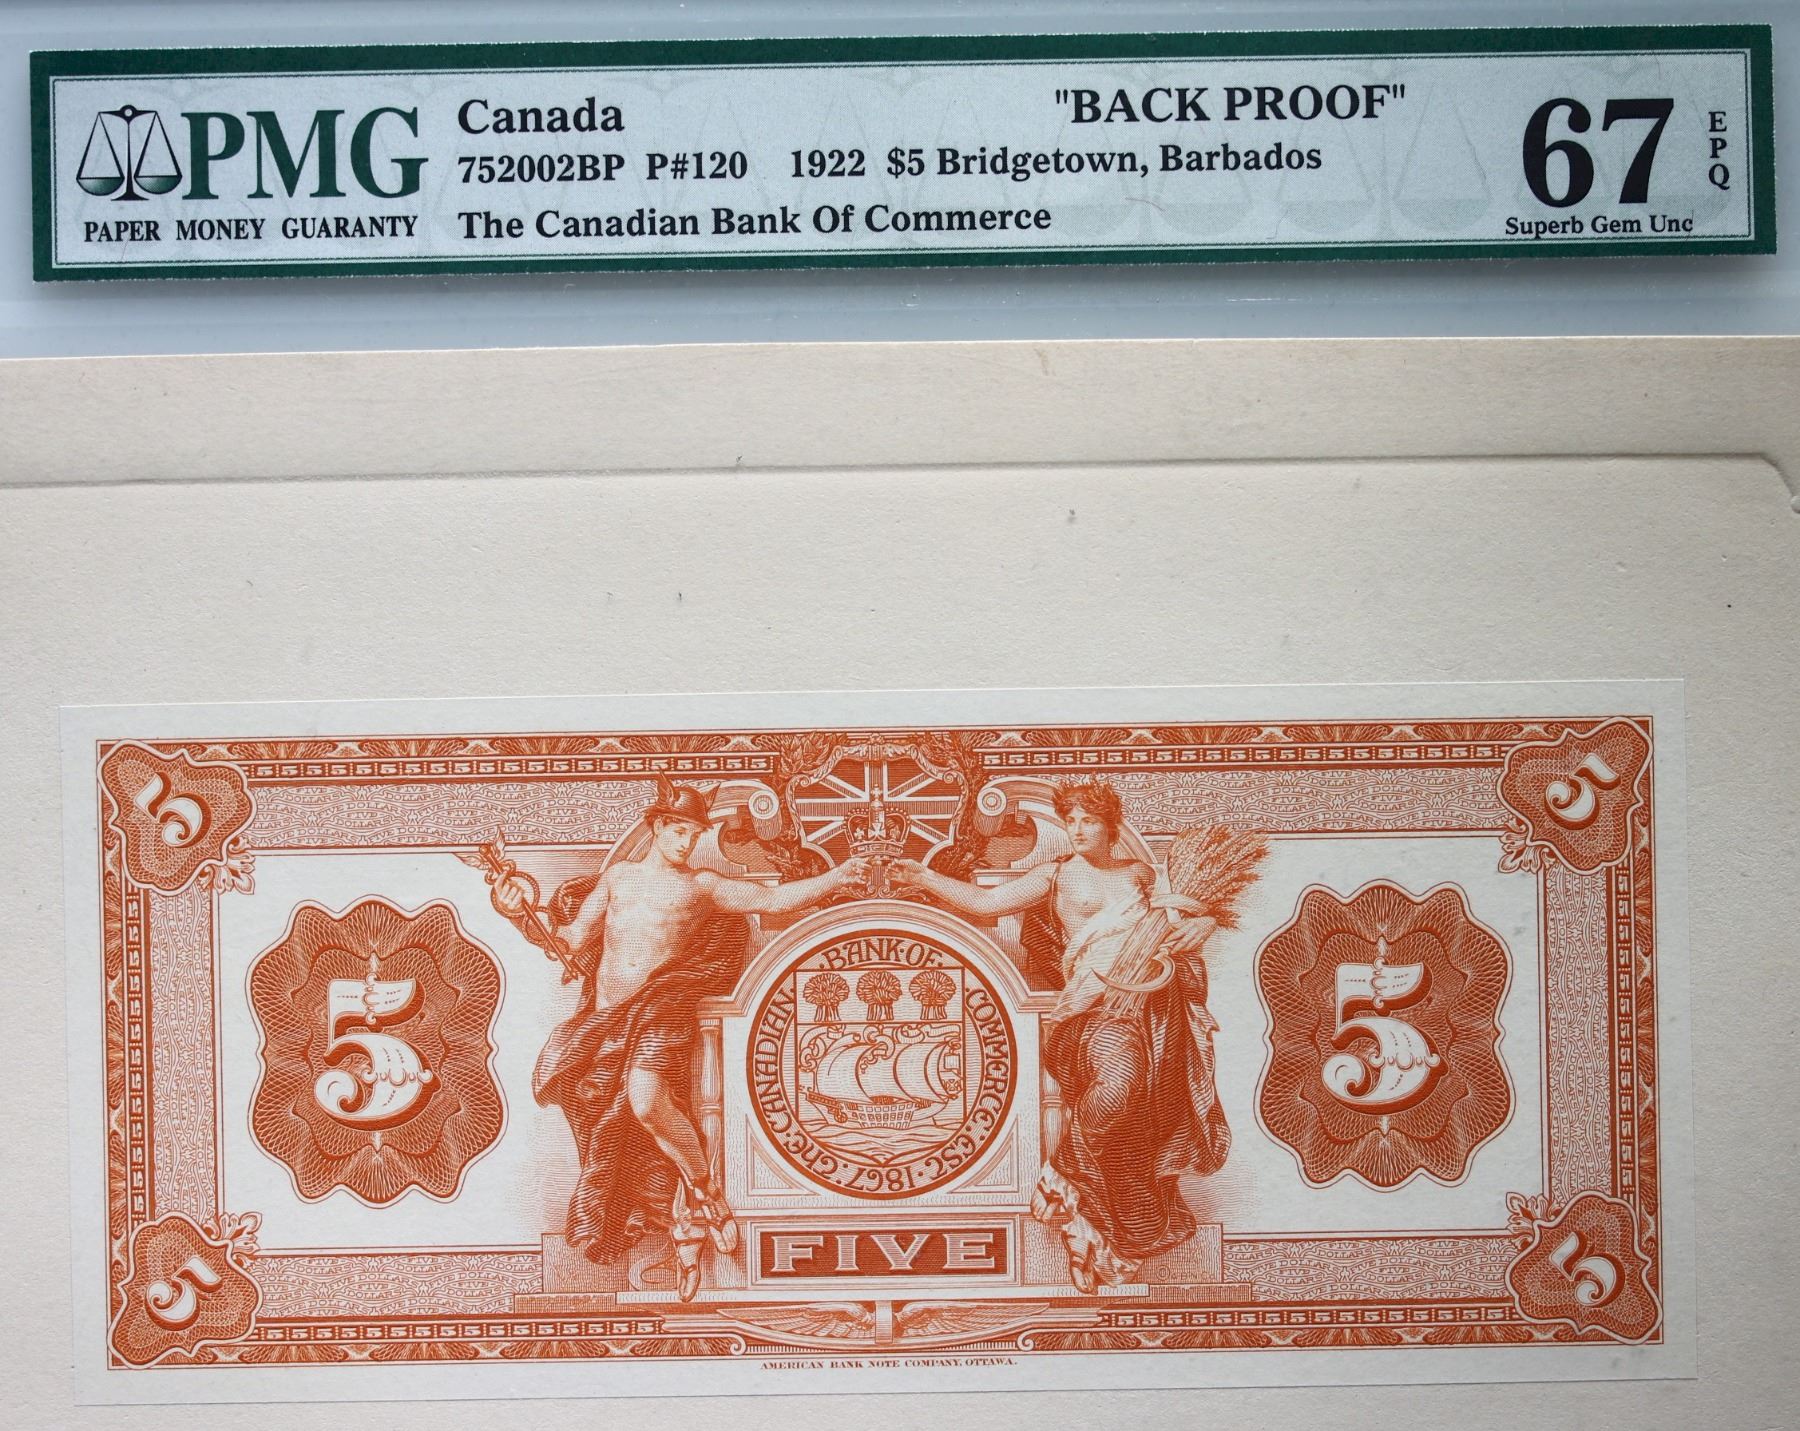 PMG
PAPER MONEY GUARANTY
Canada
"BACK PROOF"
752002BP P#120 1922 $5 Bridgetown, Barbados
The Canadian Bank Of Commerce
67
EPQ
Superb Gem Unc
5
5
5
5
THE CANADIAN BANK OF COMMERCE
ESTE 1867
FIVE
5
5
AMERICAN BANK NOTE COMPANY, OTTAWA.